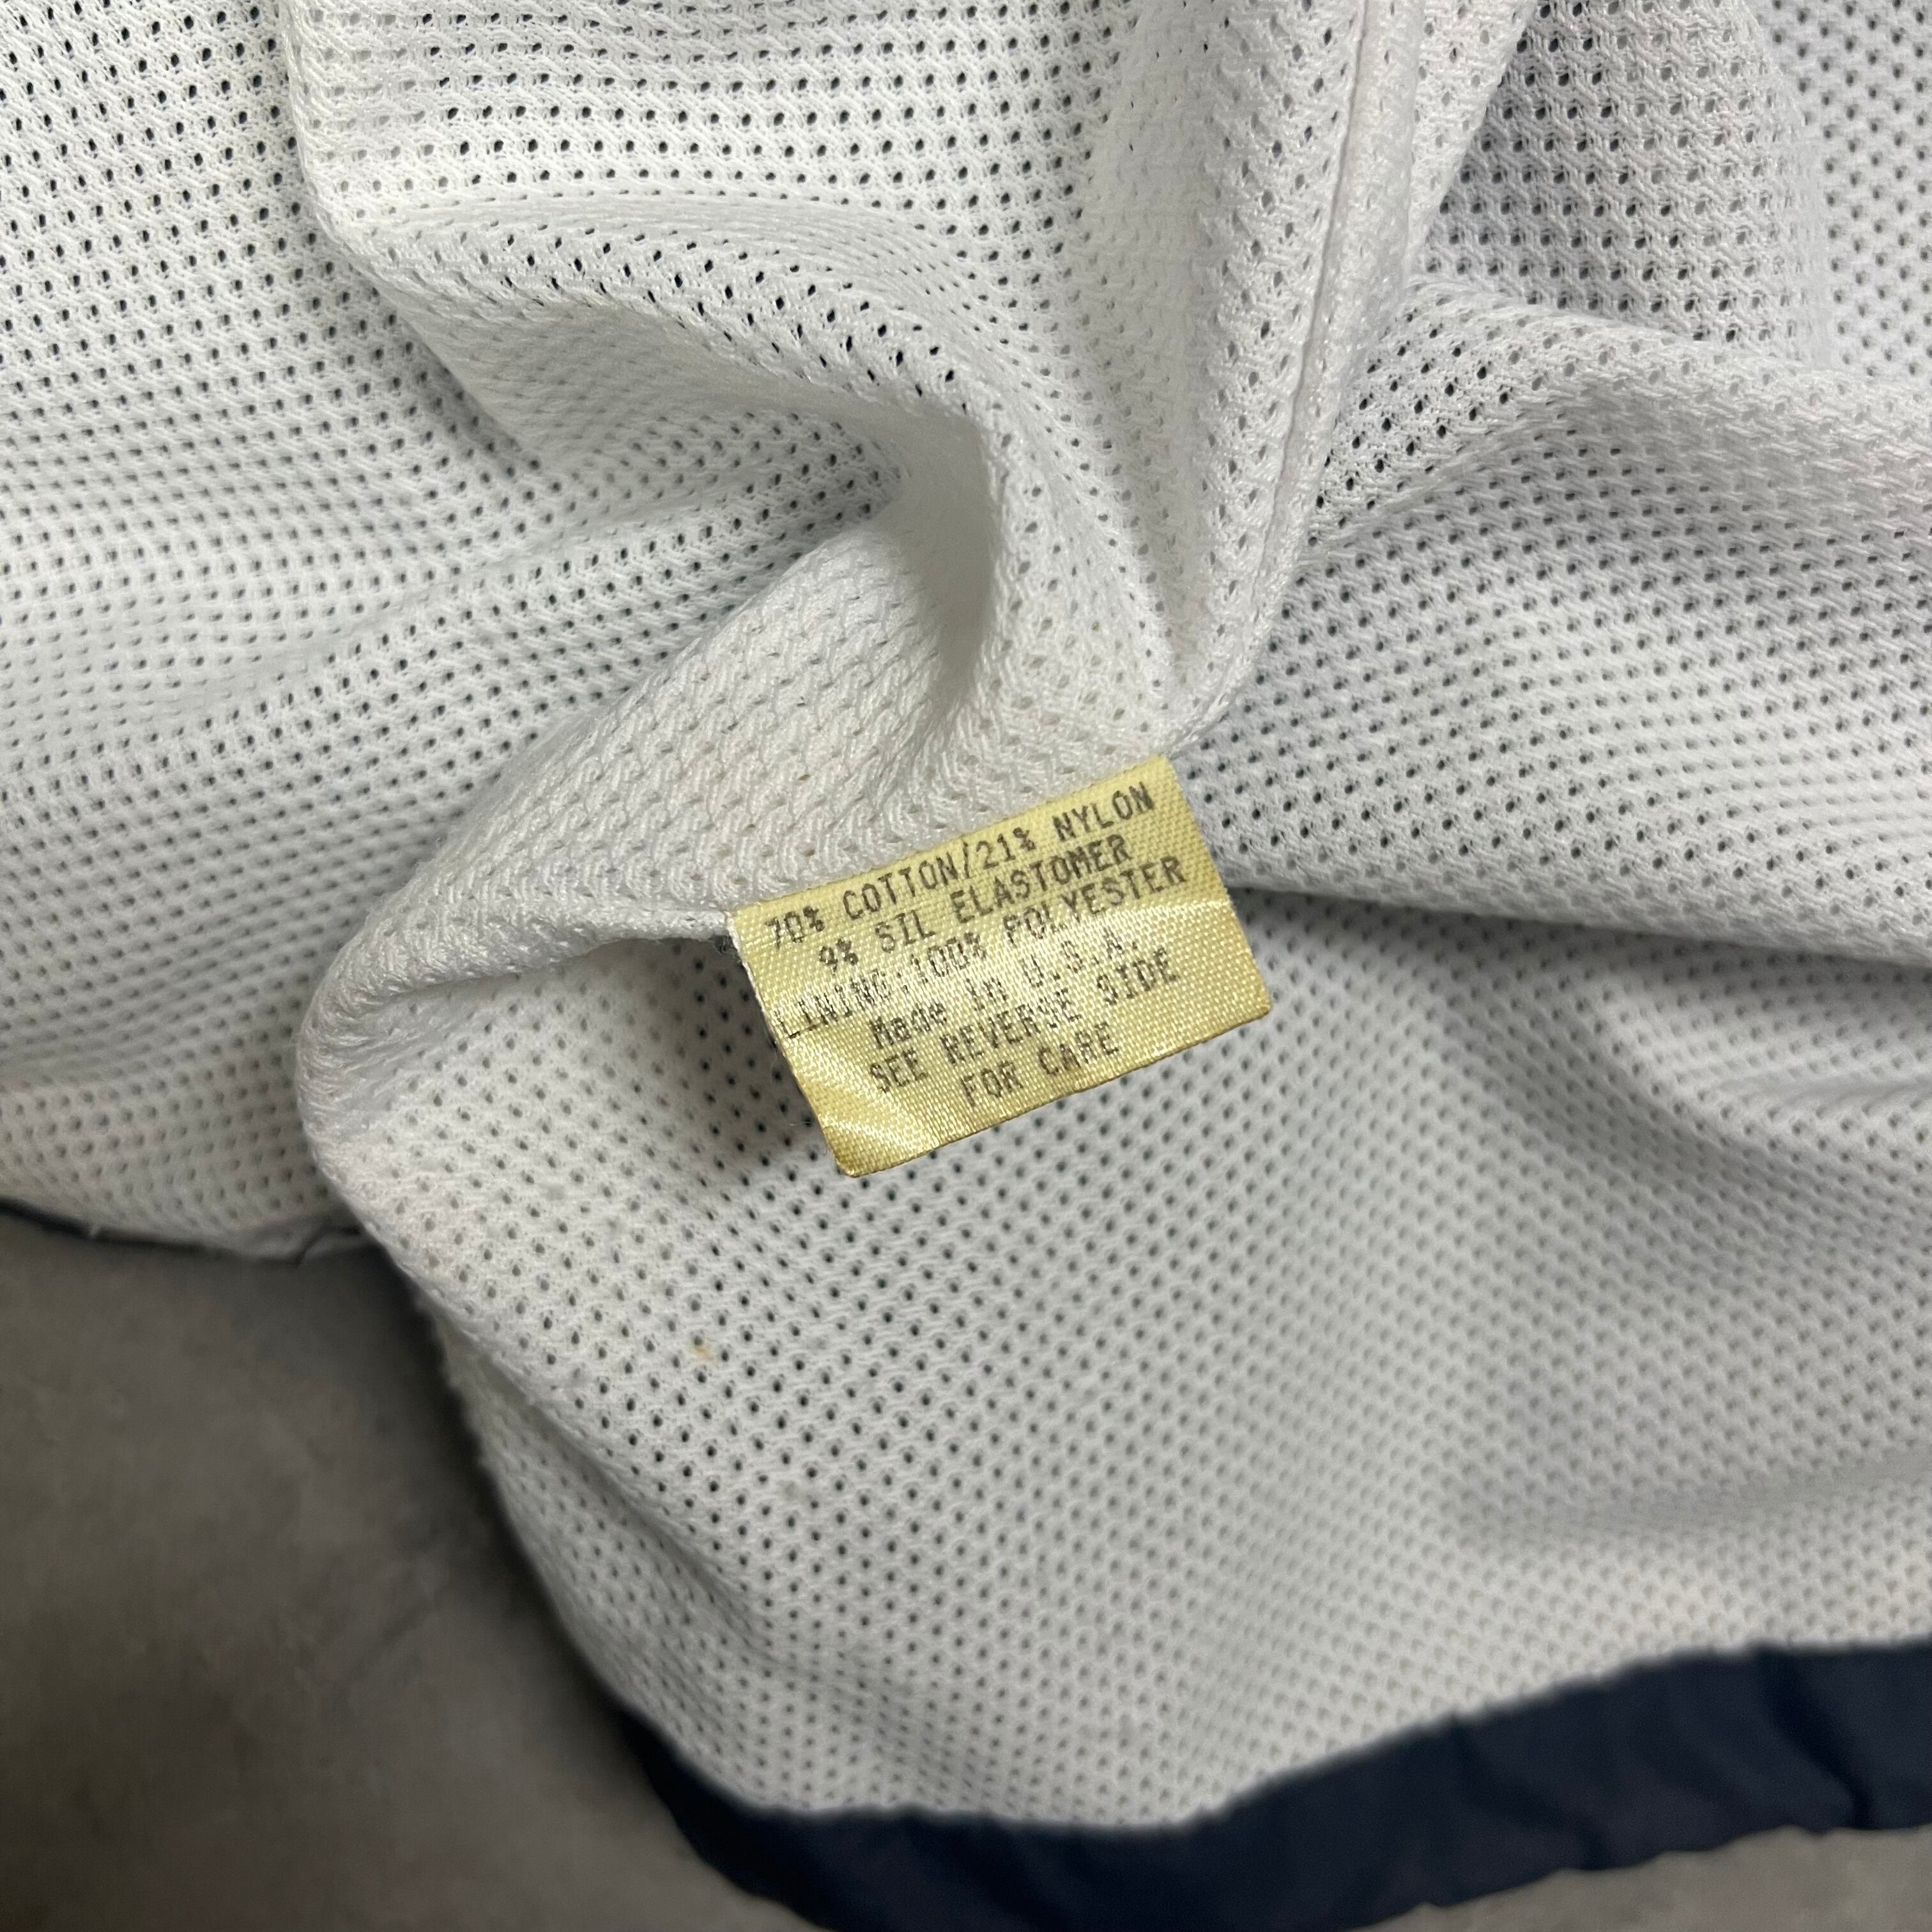 70% COTTON/21% NYLON
9% SIL ELASTOMER
LINING:100% POLYESTER
Made in U.S.A.
SEE REVERSE SIDE
FOR CARE